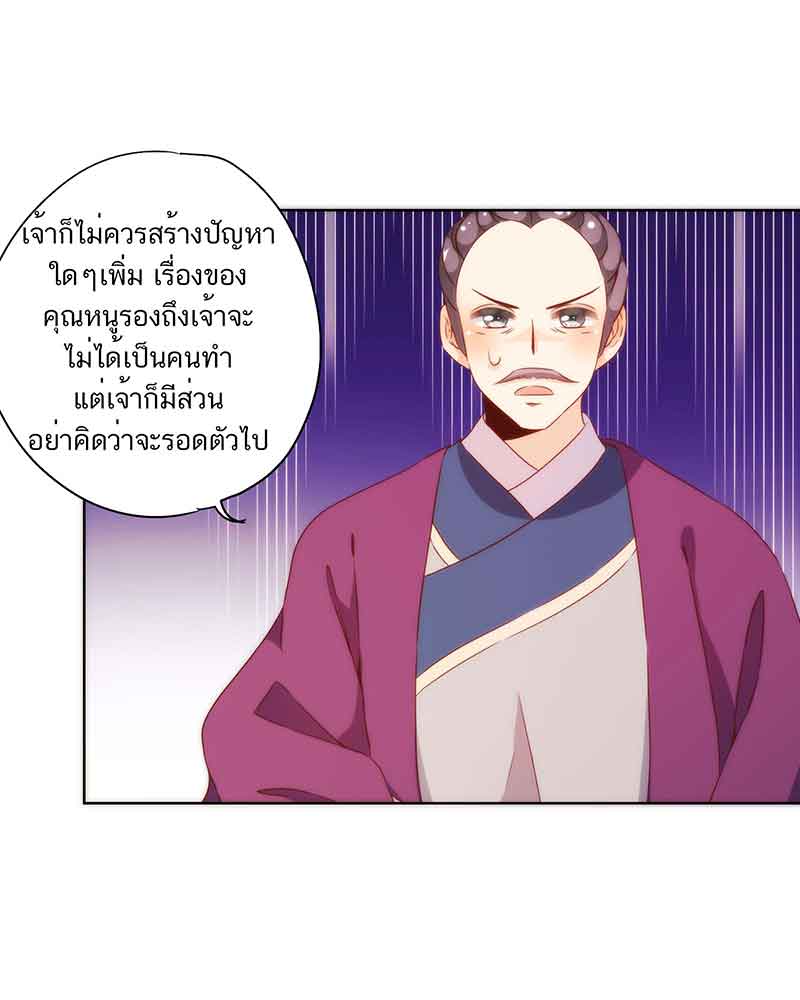 เจ้าก็ไม่ควรสร้างปัญหา
ใดๆเพิ่ม เรื่องของ
คุณหนูรองถึงเจ้าจะ
ไม่ได้เป็นคนทำ
แต่เจ้าก็มีส่วน
อย่าคิดว่าจะรอดตัวไป